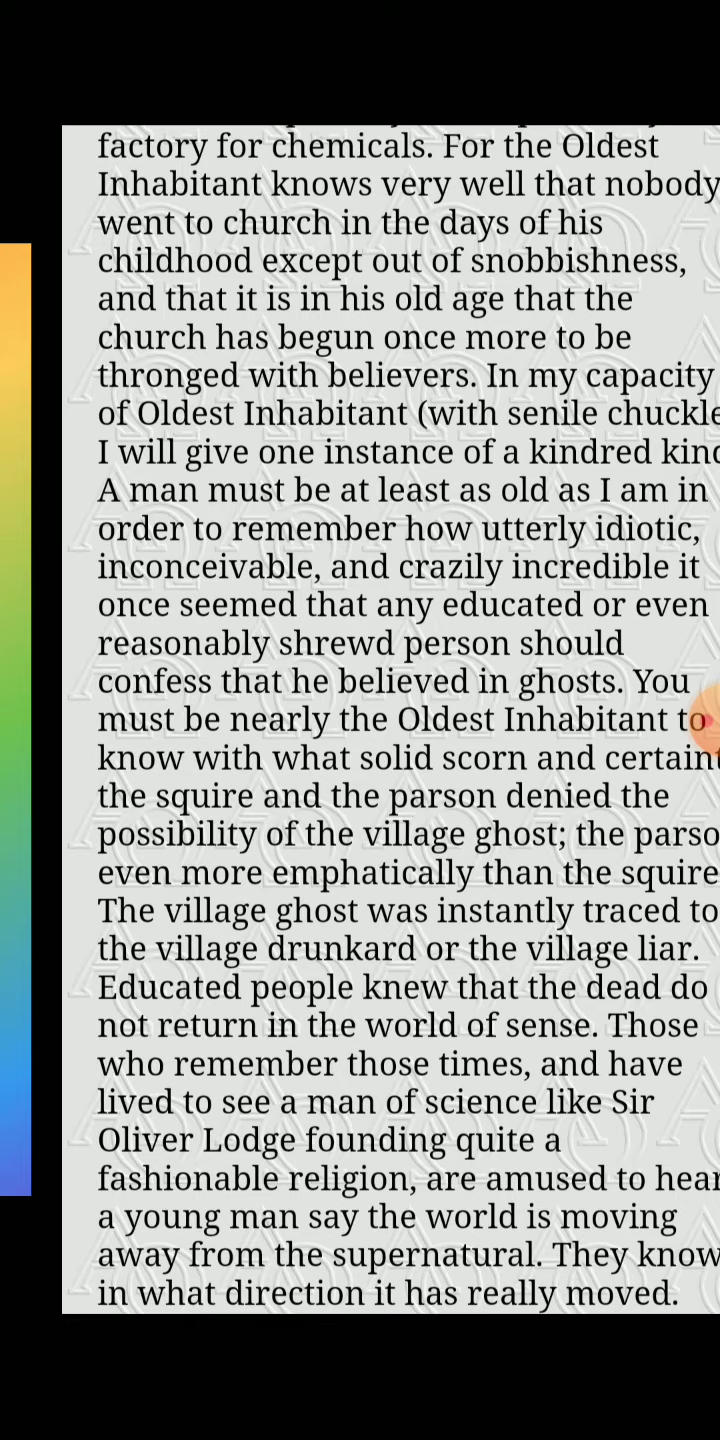 factory for chemicals. For the Oldest
Inhabitant knows very well that nobody
went to church in the days of his
childhood except out of snobbishness,
and that it is in his old age that the
church has begun once more to be
thronged with believers. In my capacity
of Oldest Inhabitant (with senile chuckle
I will give one instance of a kindred kind
A man must be at least as old as I am in
order to remember how utterly idiotic,
inconceivable, and crazily incredible it
once seemed that any educated or even
reasonably shrewd person should
confess that he believed in ghosts. You
must be nearly the Oldest Inhabitant to
know with what solid scorn and
the squire and the parson denied the
possibility of the village ghost; the
even more emphatically than the squire
The village ghost was instantly traced to
the village drunkard or the village liar.
Educated people knew that the dead do
not return in the world of sense. Those
who remember those times, and have
lived to see a man of science like Sir
Oliver Lodge founding quite a
fashionable religion, are amused to hear
a young man say the world is moving
away from the supernatural. They know
in what direction it has really moved.